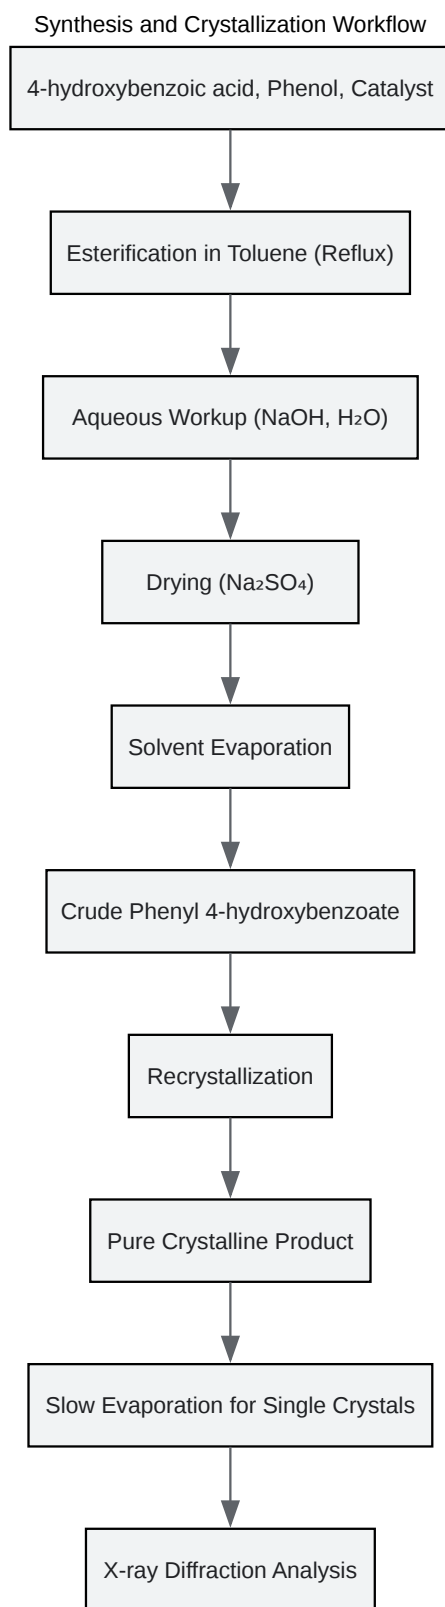 Synthesis and Crystallization Workflow
4-hydroxybenzoic acid, Phenol, Catalyst
Esterification in Toluene (Reflux)
Aqueous Workup (NaOH, H₂O)
Drying (Na₂SO₄)
Solvent Evaporation
Crude Phenyl 4-hydroxybenzoate
Recrystallization
Pure Crystalline Product
Slow Evaporation for Single Crystals
X-ray Diffraction Analysis